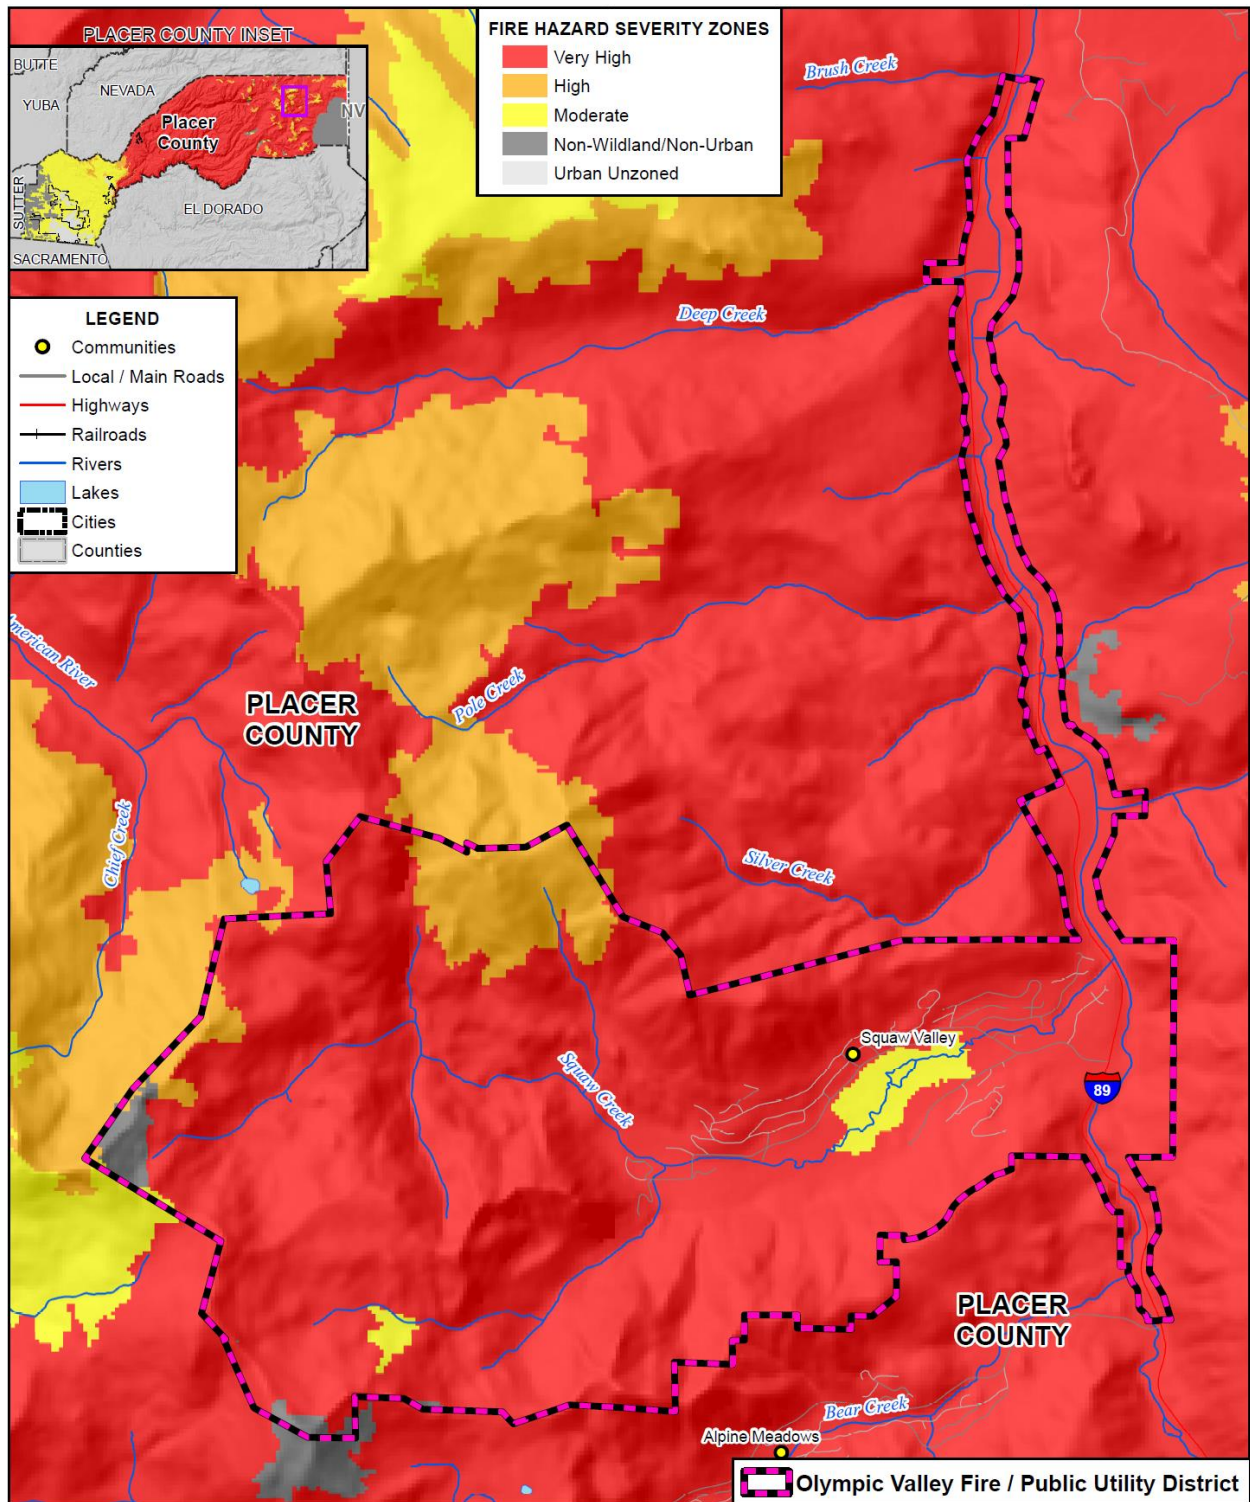 PLACER COUNTY INSET
BUTTE
YUBA
NEVADA
Placer
County
NV
SUTTER
EL DORADO
SACRAMENTO
FIRE HAZARD SEVERITY ZONES
Very High
High
Moderate
Non-Wildland/Non-Urban
Urban Unzoned
Brush Creek
LEGEND
Communities
Local / Main Roads
Highways
Railroads
Rivers
Lakes
Cities
Counties
Deep Creek
American River
PLACER
COUNTY
Pole Creek
Chief Creek
Silver Creek
Squaw Valley
Squaw Creek
89
PLACER
COUNTY
Bear Creek
Alpine Meadows
Olympic Valley Fire / Public Utility District